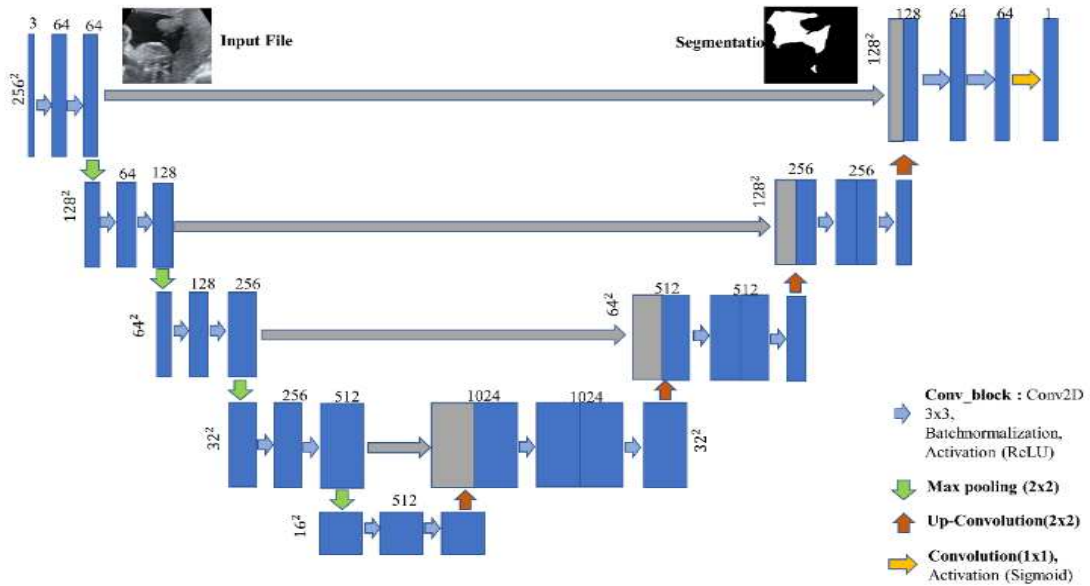 3 64 64
Input File
Segmentatio
128 64 64 1
256²
128²
64 128
128²
256 256
128²
128 256
64²
512 512
64²
256 512
32²
1024 1024
32²
512
16²
Conv_block : Conv2D
3x3,
Batchnormalization,
Activation (ReLU)
Max pooling (2x2)
Up-Convolution(2x2)
Convolution(1x1),
Activation (Sigmoid)